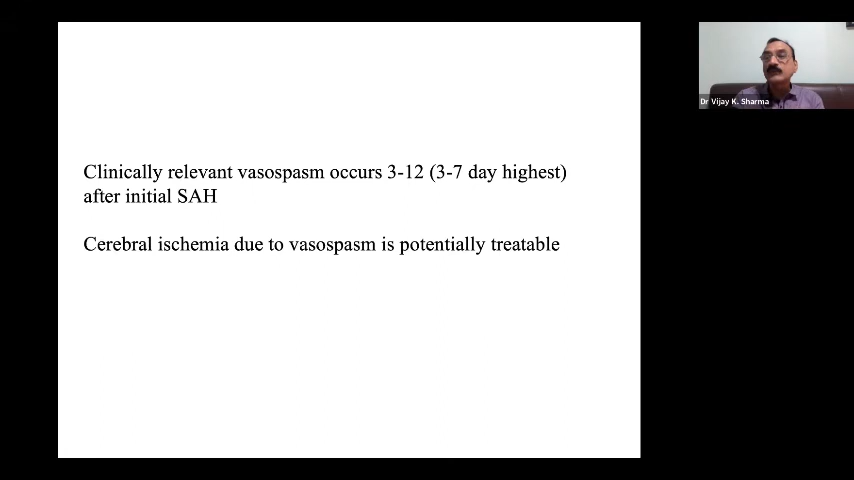 Clinically relevant vasospasm occurs 3-12 (3-7 day highest)
after initial SAH
Cerebral ischemia due to vasospasm is potentially treatable
Dr Vijay K. Sharma